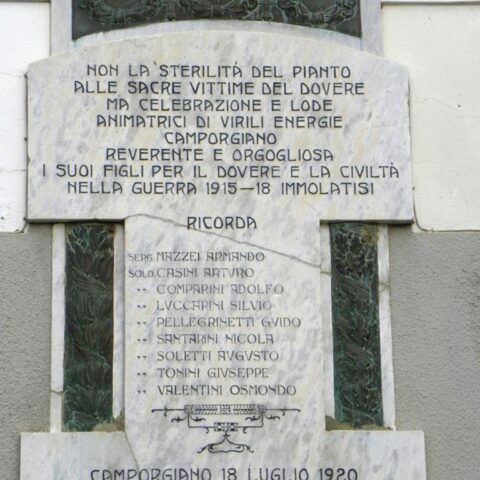 NON LA STERILITÀ DEL PIANTO
ALLE SACRE VITTIME DEL DOVERE
MA CELEBRAZIONE E LODE
ANIMATRICI DI VIRILI ENERGIE
CAMPORGIANO
REVERENTE E ORGOGLIOSA
I SUOI FIGLI PER IL DOVERE E LA CIVILTÀ
NELLA GUERRA 1915-18 IMMOLATISI
RICORDA
SERG. MAZZEI ARMANDO
SOLD. CASINI ARTURO
" COMPARINI ADOLFO
" LUCCARINI SILVIO
" PELLEGRINETTI GUIDO
" SANTARINI NICOLA
" SOLETTI AUGUSTO
" TONINI GIUSEPPE
" VALENTINI OSMONDO
CAMPORGIANO 18 LUGLIO 1920